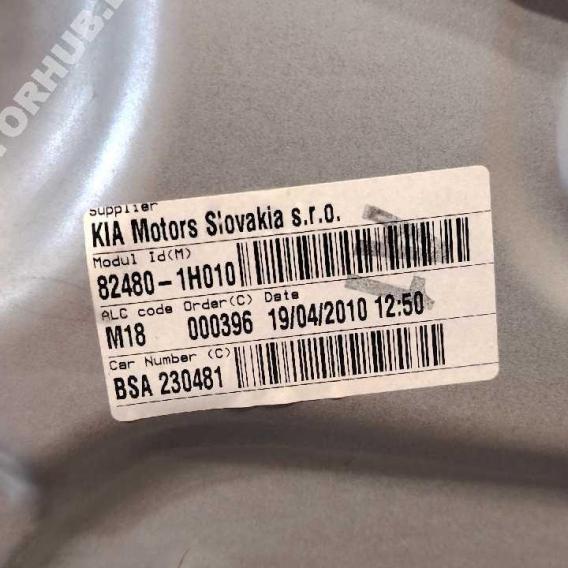 Supplier
KIA Motors Slovakia s.r.o.
Modul Id(M)
82480-1H010
ALC code Order(C) Date
M18 000396 19/04/2010 12:50
Car Number (C)
BSA 230481